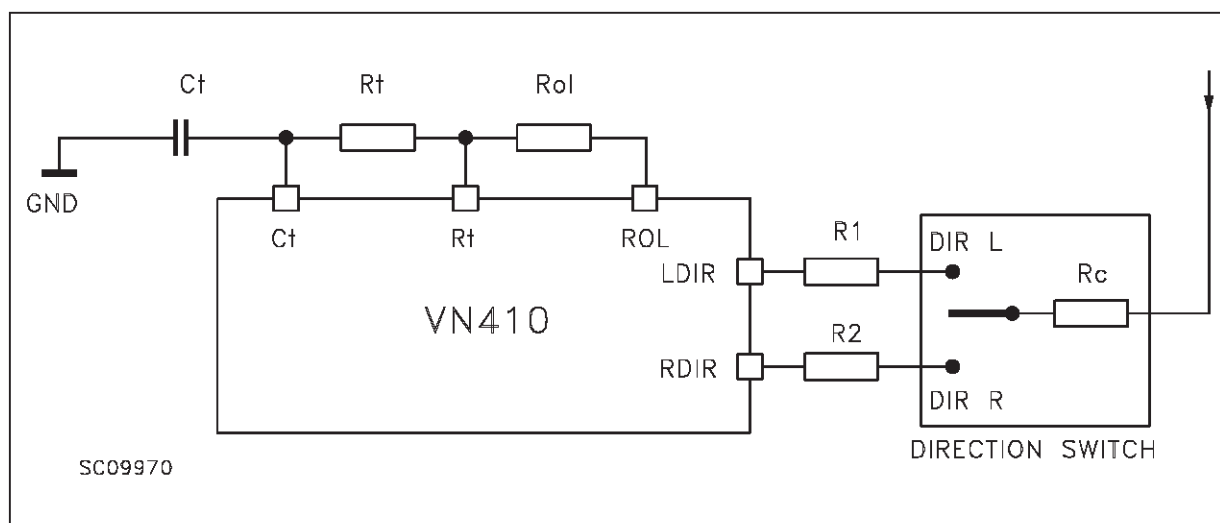 Ct
Rt
Rol
GND
Ct
Rt
ROL
R1
DIR L
LDIR
Rc
VN410
R2
RDIR
DIR R
DIRECTION SWITCH
SC09970